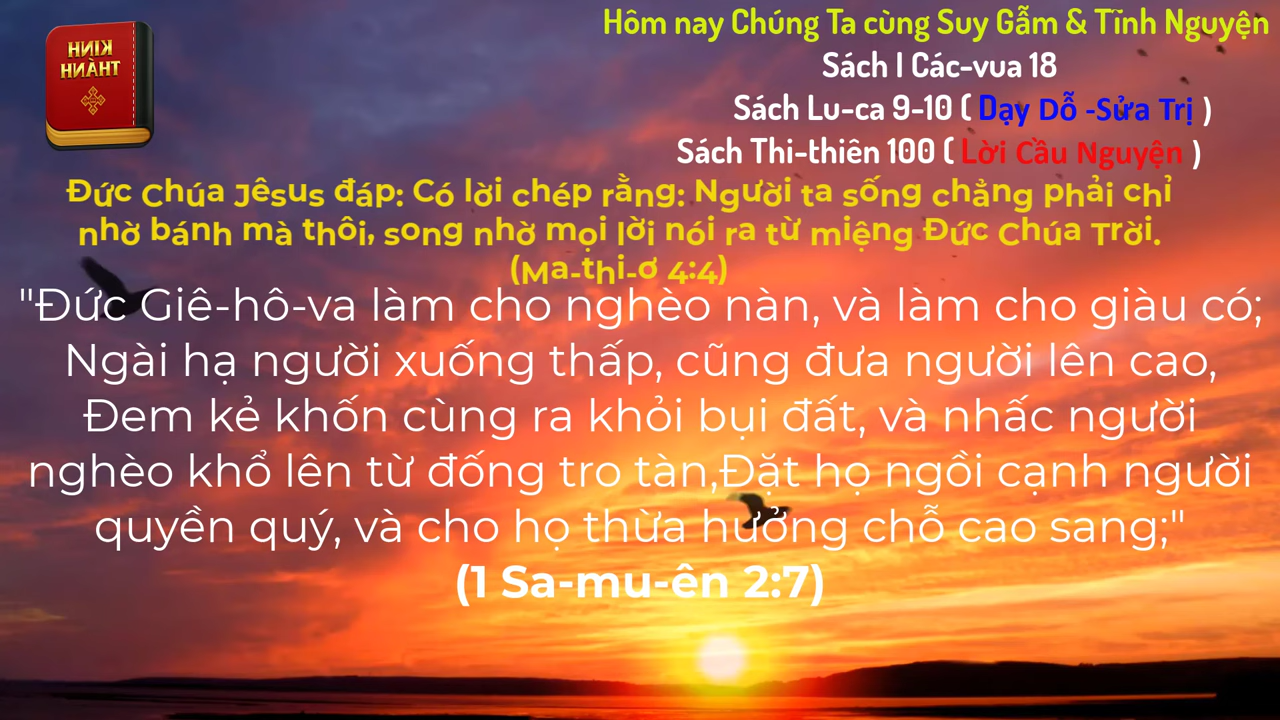 KINH
THÀNH
Hôm nay Chúng Ta cùng Suy Gẫm & Tĩnh Nguyện
Sách I Các-vua 18
Sách Lu-ca 9-10 ( Dạy Dỗ -Sửa Trị )
Sách Thi-thiên 100 ( Lời Cầu Nguyện )
Đức Chúa Jêsus đáp: Có lời chép rằng: Người ta sống chẳng phải chỉ
nhờ bánh mà thôi, song nhờ mọi lời nói ra từ miệng Đức Chúa Trời.
(Ma-thi-ơ 4:4)
"Đức Giê-hô-va làm cho nghèo nàn, và làm cho giàu có;
Ngài hạ người xuống thấp, cũng đưa người lên cao,
Đem kẻ khốn cùng ra khỏi bụi đất, và nhấc người
nghèo khổ lên từ đống tro tàn,Đặt họ ngồi cạnh người
quyền quý, và cho họ thừa hưởng chỗ cao sang;"
(1 Sa-mu-ên 2:7)